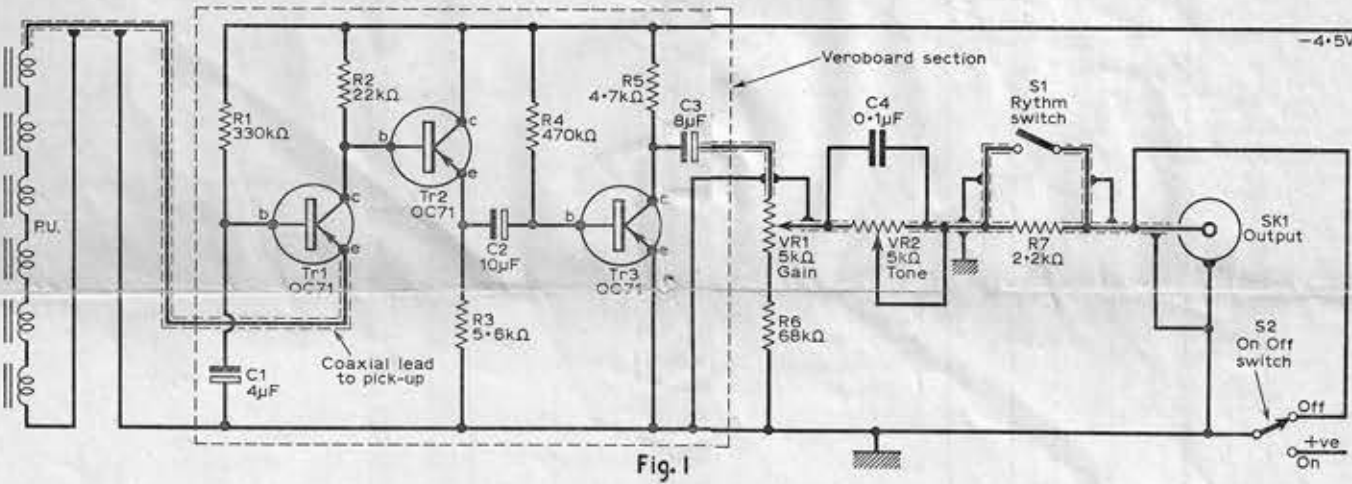 P.U.
R1
330kΩ
C1
4µF
R2
22kΩ
b
c
e
Tr1
OC71
Coaxial lead
to pick-up
b
c
e
Tr2
OC71
R3
5·6kΩ
C2
10µF
R4
470kΩ
R5
4·7kΩ
b
c
e
Tr3
OC71
C3
8µF
Veroboard section
VR1
5kΩ
Gain
R6
68kΩ
C4
0·1µF
VR2
5kΩ
Tone
S1
Rythm
switch
R7
2·2kΩ
SK1
Output
−4·5V
S2
On Off
switch
Off
+ve
On
Fig. 1